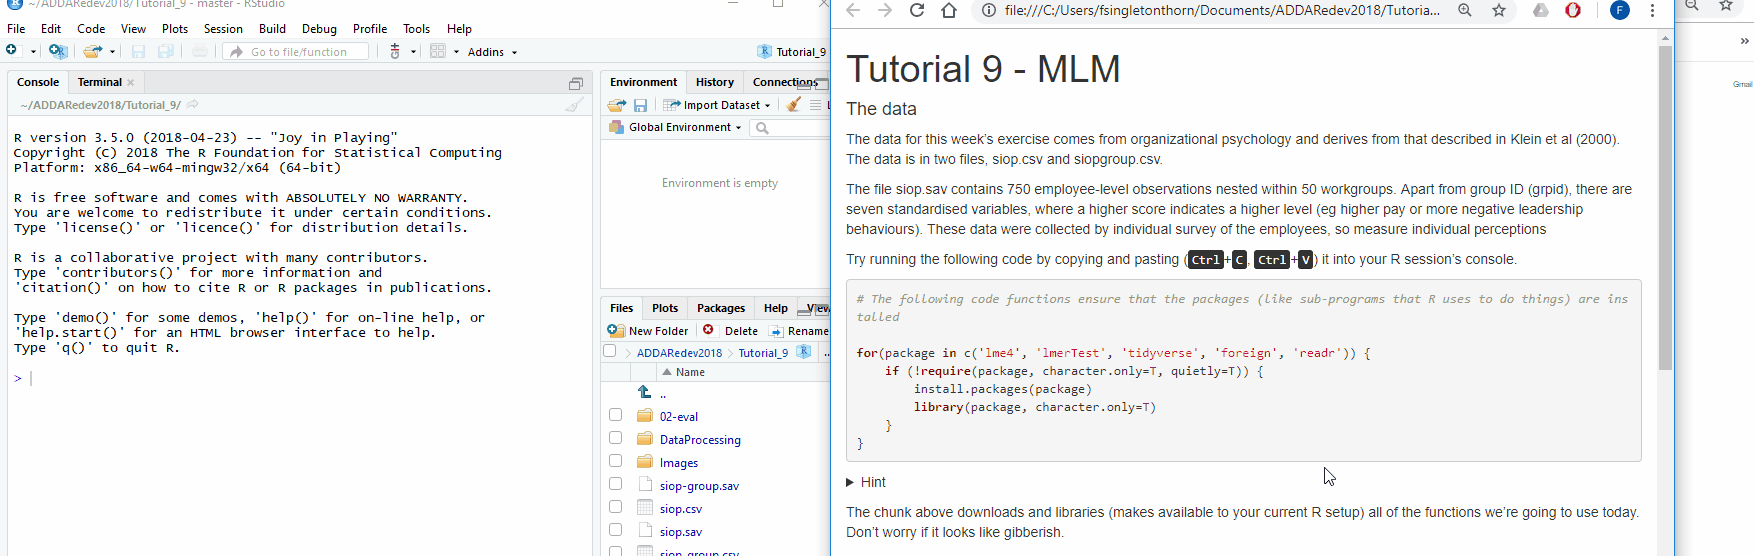 ~/ADDARedev2018/Tutorial_9 - master - RStudio
File Edit Code View Plots Session Build Debug Profile Tools Help
Go to file/function
Addins
Tutorial_9
Console Terminal
~/ADDARedev2018/Tutorial_9/
R version 3.5.0 (2018-04-23) -- "Joy in Playing"
Copyright (C) 2018 The R Foundation for Statistical Computing
Platform: x86_64-w64-mingw32/x64 (64-bit)
R is free software and comes with ABSOLUTELY NO WARRANTY.
You are welcome to redistribute it under certain conditions.
Type 'license()' or 'licence()' for distribution details.
R is a collaborative project with many contributors.
Type 'contributors()' for more information and
'citation()' on how to cite R or R packages in publications.
Type 'demo()' for some demos, 'help()' for on-line help, or
'help.start()' for an HTML browser interface to help.
Type 'q()' to quit R.
>
Environment History Connections
Import Dataset
Global Environment
Environment is empty
Files Plots Packages Help View
New Folder Delete Rename
ADDARedev2018 Tutorial_9 ..
Name
..
02-eval
DataProcessing
Images
siop-group.sav
siop.csv
siop.sav
siop_group.csv
file:///C:/Users/fsingletonthorn/Documents/ADDARedev2018/Tutoria...
F
Tutorial 9 - MLM
The data
The data for this week's exercise comes from organizational psychology and derives from that described in Klein et al (2000).
The data is in two files, siop.csv and siopgroup.csv.
The file siop.sav contains 750 employee-level observations nested within 50 workgroups. Apart from group ID (grpid), there are
seven standardised variables, where a higher score indicates a higher level (eg higher pay or more negative leadership
behaviours). These data were collected by individual survey of the employees, so measure individual perceptions
Try running the following code by copying and pasting (Ctrl+C, Ctrl+V) it into your R session's console.
# The following code functions ensure that the packages (like sub-programs that R uses to do things) are ins
talled
for(package in c('lme4', 'lmerTest', 'tidyverse', 'foreign', 'readr')) {
if (!require(package, character.only=T, quietly=T)) {
install.packages(package)
library(package, character.only=T)
}
}
Hint
The chunk above downloads and libraries (makes available to your current R setup) all of the functions we're going to use today.
Don't worry if it looks like gibberish.
»
Gmail